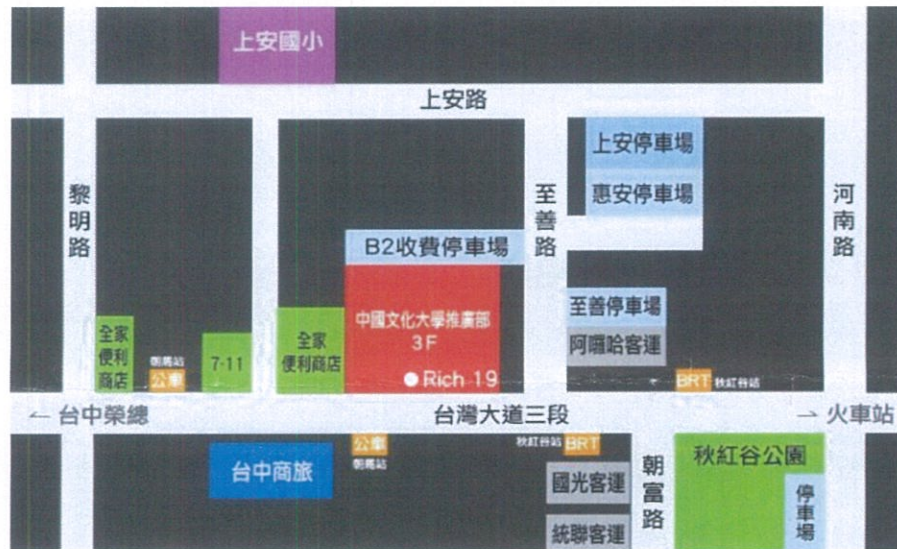 上安國小
上安路
黎明路
至善路
河南路
上安停車場
惠安停車場
B2收費停車場
中國文化大學推廣部
3F
Rich 19
至善停車場
阿囉哈客運
全家
便利
商店
朝馬站
公車
7-11
全家
便利商店
BRT 秋紅谷站
← 台中榮總
台灣大道三段
→ 火車站
台中商旅
公車
朝馬站
秋紅谷站 BRT
國光客運
統聯客運
朝富路
秋紅谷公園
停車場